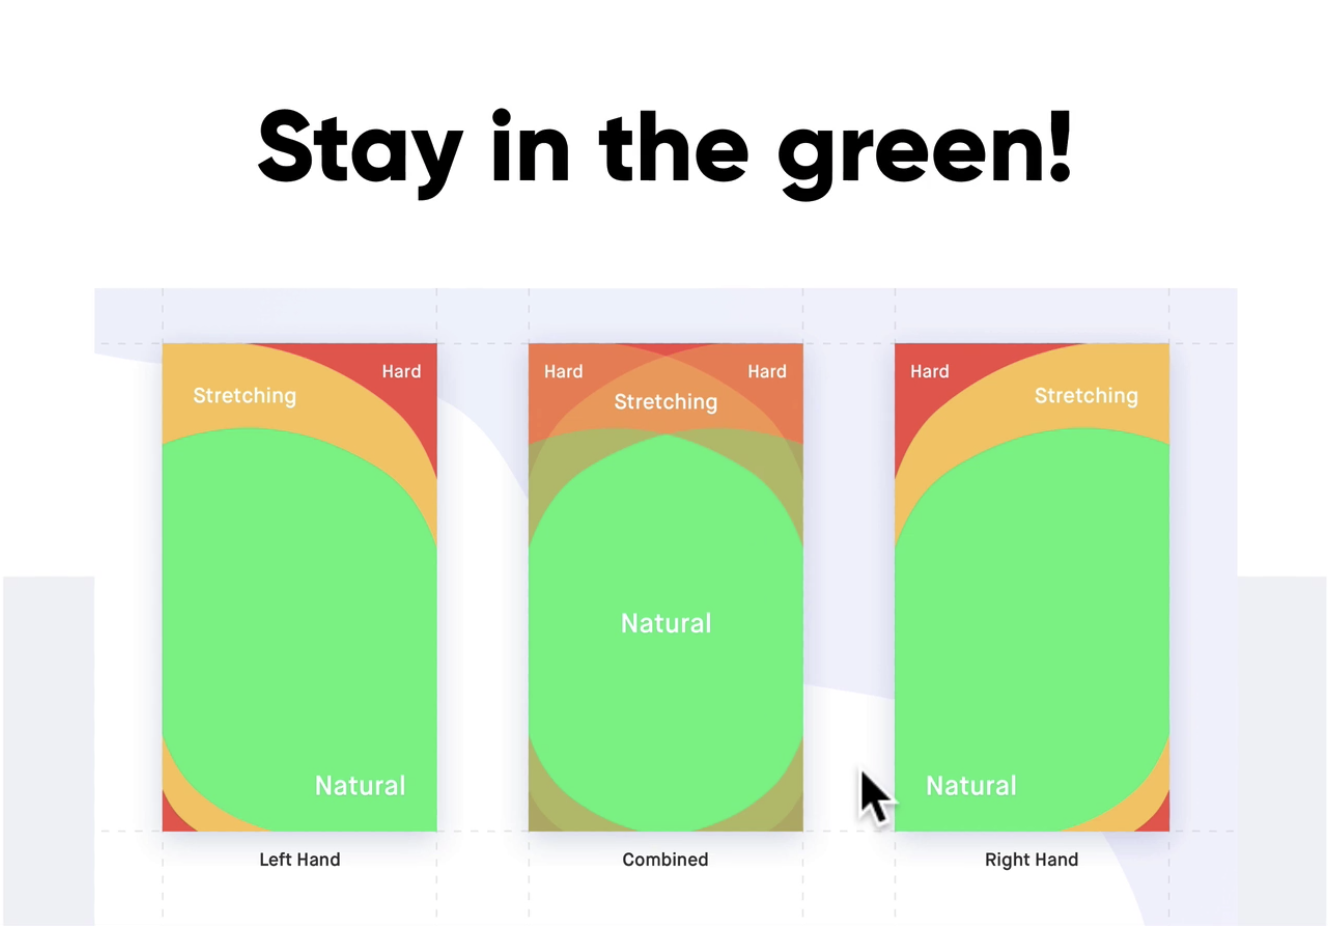 Stay in the green!
Stretching
Hard
Natural
Left Hand
Hard
Hard
Stretching
Natural
Combined
Hard
Stretching
Natural
Right Hand